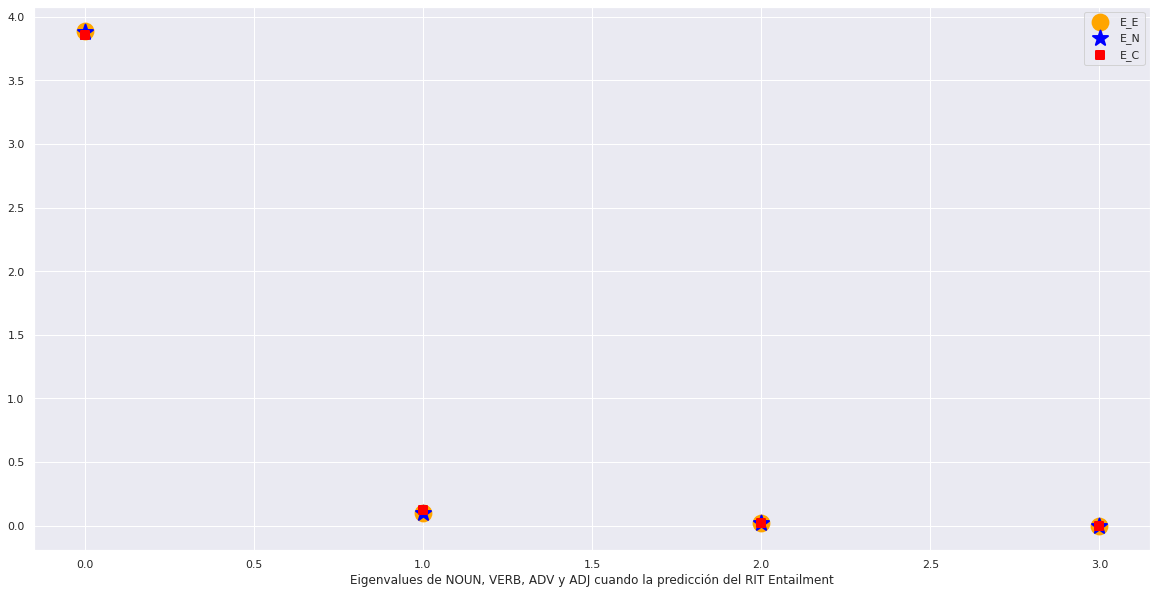 4.0
3.5
3.0
2.5
2.0
1.5
1.0
0.5
0.0
E_E
E_N
E_C
0.0 0.5 1.0 1.5 2.0 2.5 3.0
Eigenvalues de NOUN, VERB, ADV y ADJ cuando la predicción del RIT Entailment